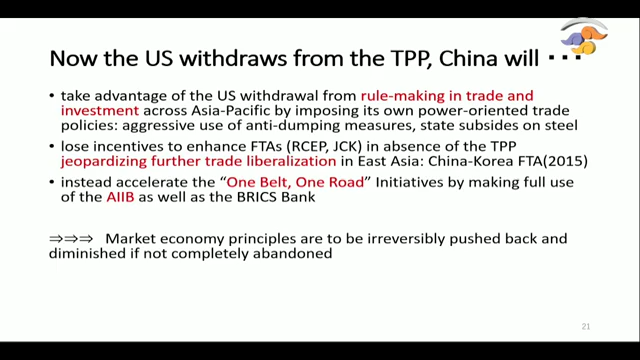 Now the US withdraws from the TPP, China will ･･･
• take advantage of the US withdrawal from rule-making in trade and
investment across Asia-Pacific by imposing its own power-oriented trade
policies: aggressive use of anti-dumping measures, state subsides on steel
• lose incentives to enhance FTAs (RCEP, JCK) in absence of the TPP
jeopardizing further trade liberalization in East Asia: China-Korea FTA(2015)
• instead accelerate the “One Belt, One Road” Initiatives by making full use
of the AIIB as well as the BRICS Bank
⇒⇒⇒ Market economy principles are to be irreversibly pushed back and
diminished if not completely abandoned
21